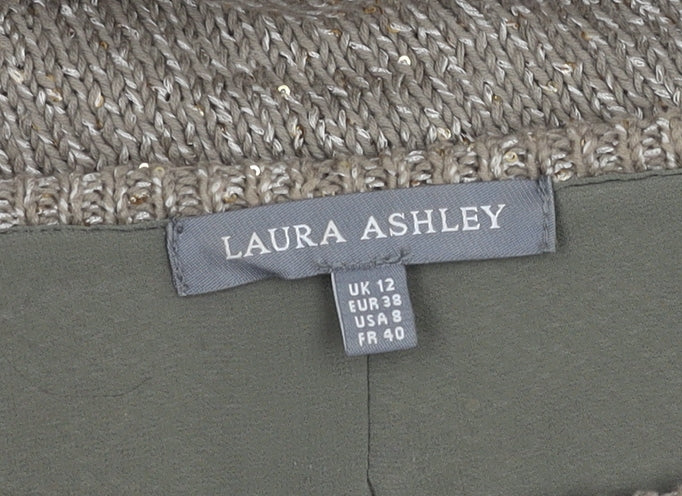 LAURA ASHLEY
UK 12
EUR 38
USA 8
FR 40